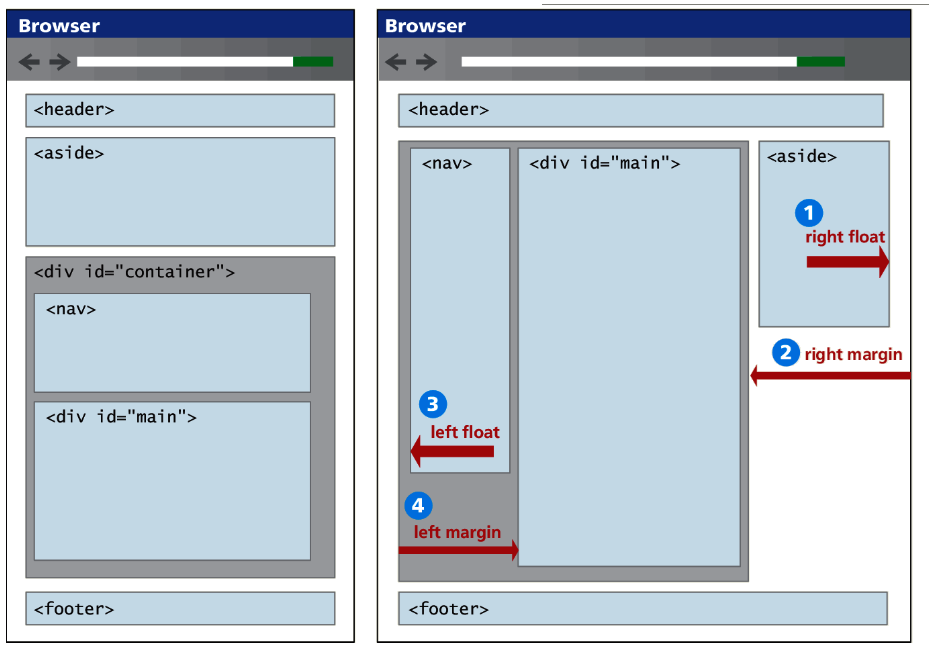 Browser
<header>
<aside>
<div id="container">
<nav>
<div id="main">
<footer>
Browser
<header>
<nav>
<div id="main">
<aside>
1
right float
2 right margin
3
left float
4
left margin
<footer>